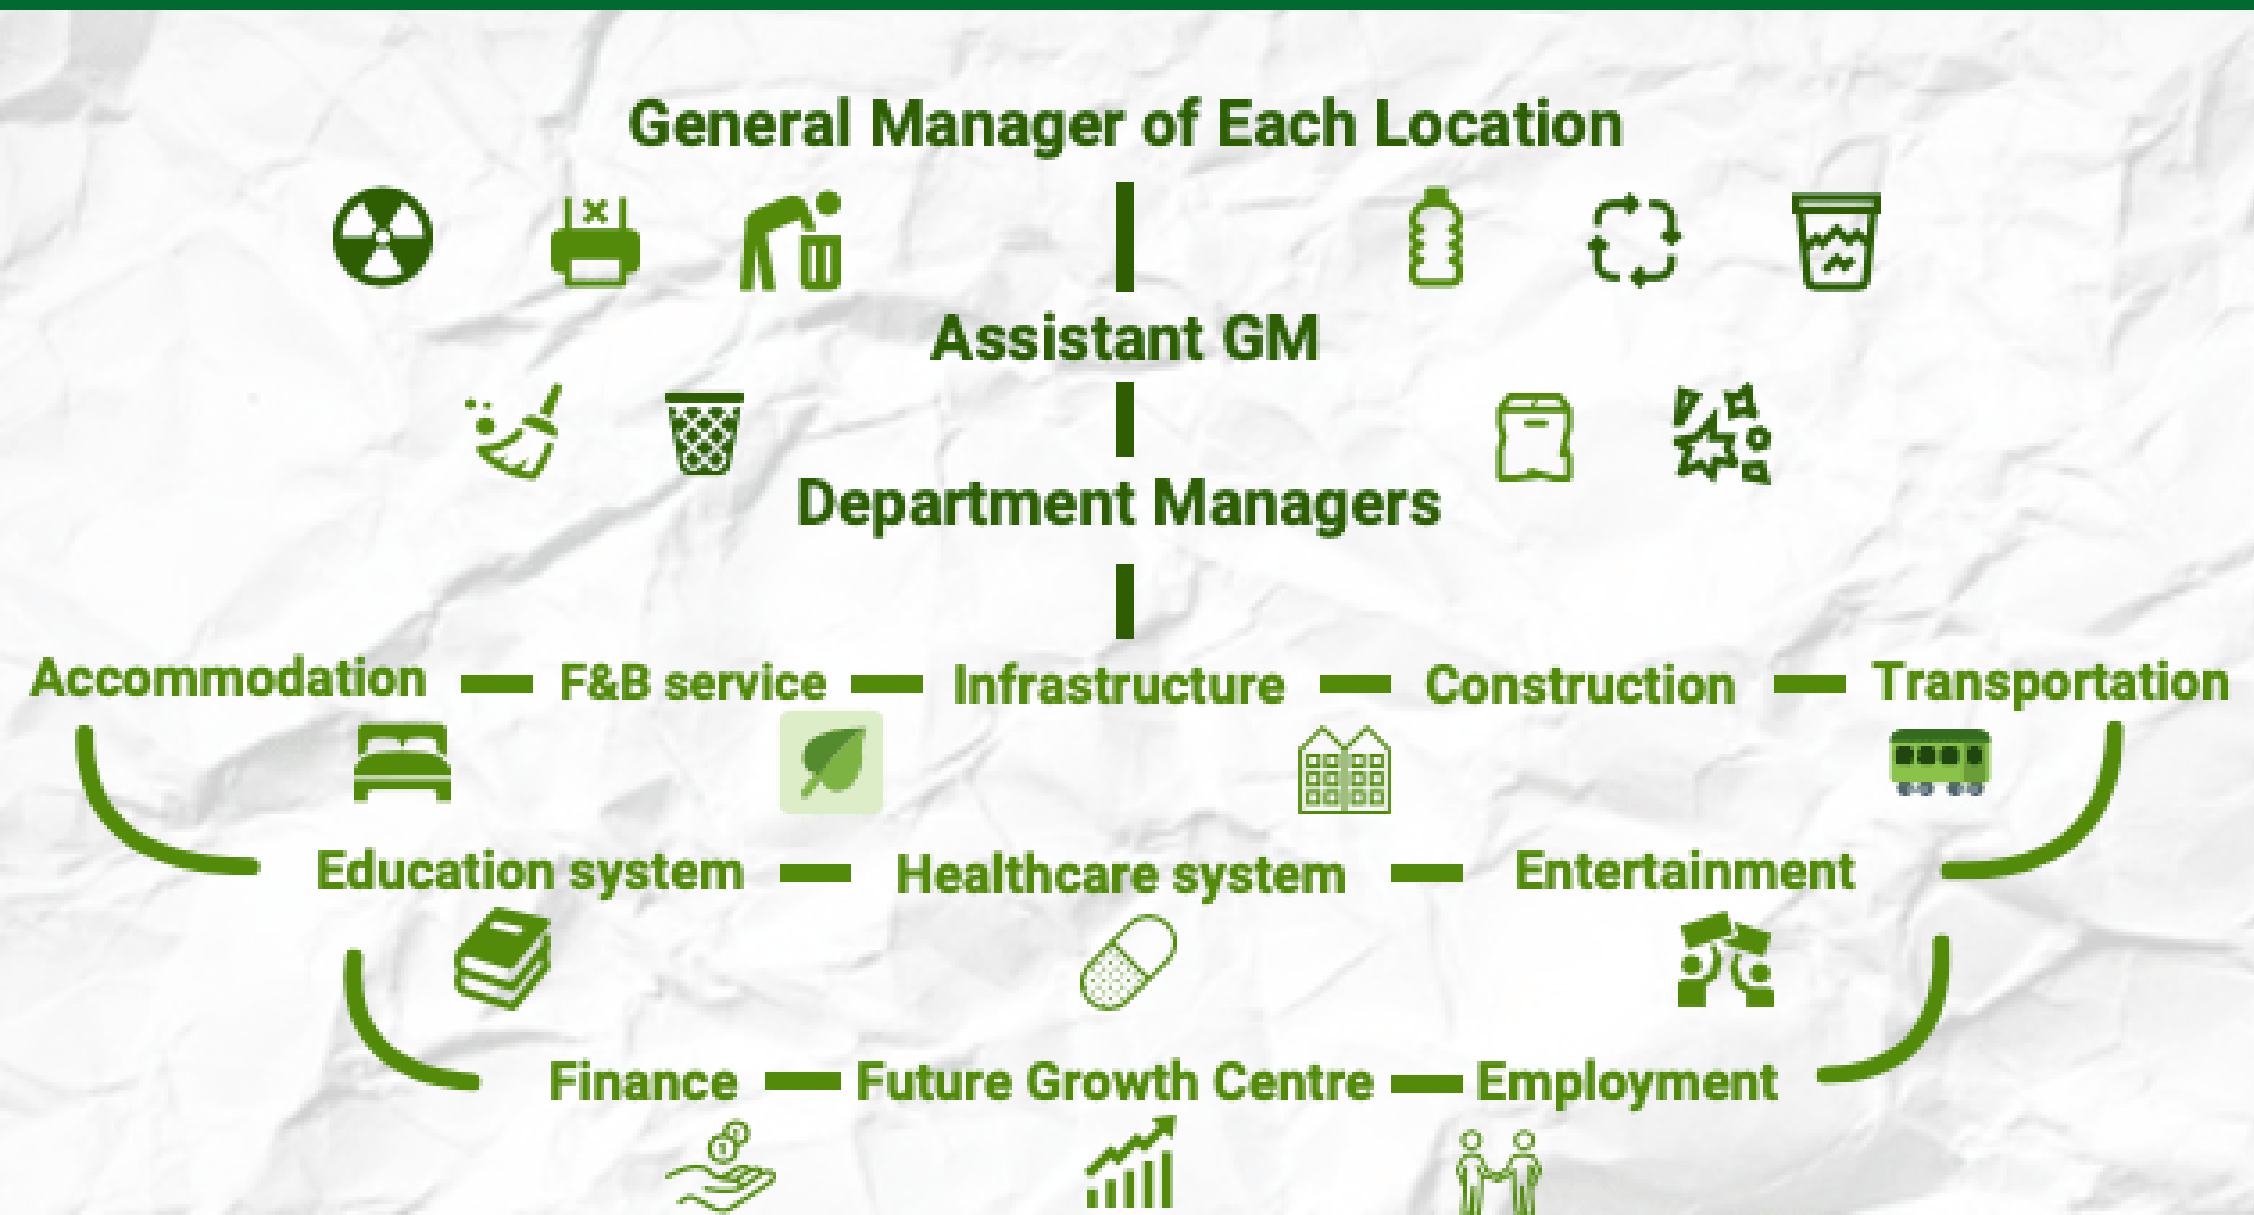 General Manager of Each Location
Assistant GM
Department Managers
Accommodation F&B service Infrastructure Construction Transportation
Education system Healthcare system Entertainment
Finance Future Growth Centre Employment